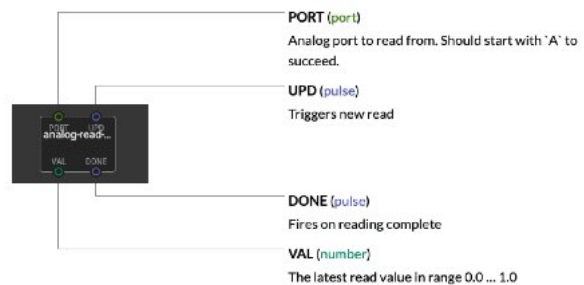 PORT (port)
Analog port to read from. Should start with `A` to
succeed.
UPD (pulse)
Triggers new read
PORT UPD
analog-read-...
VAL DONE
DONE (pulse)
Fires on reading complete
VAL (number)
The latest read value in range 0.0 ... 1.0